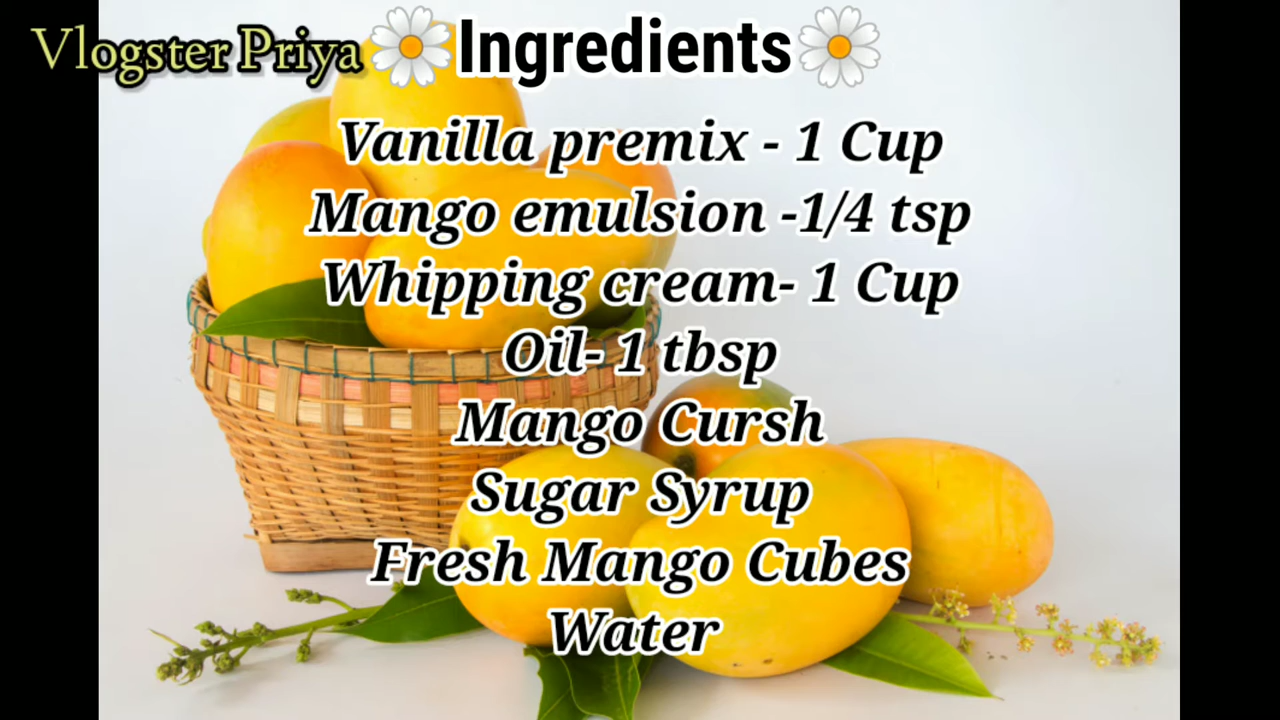 Vlogster Priya
🌼Ingredients🌼
Vanilla premix - 1 Cup
Mango emulsion -1/4 tsp
Whipping cream- 1 Cup
Oil- 1 tbsp
Mango Cursh
Sugar Syrup
Fresh Mango Cubes
Water